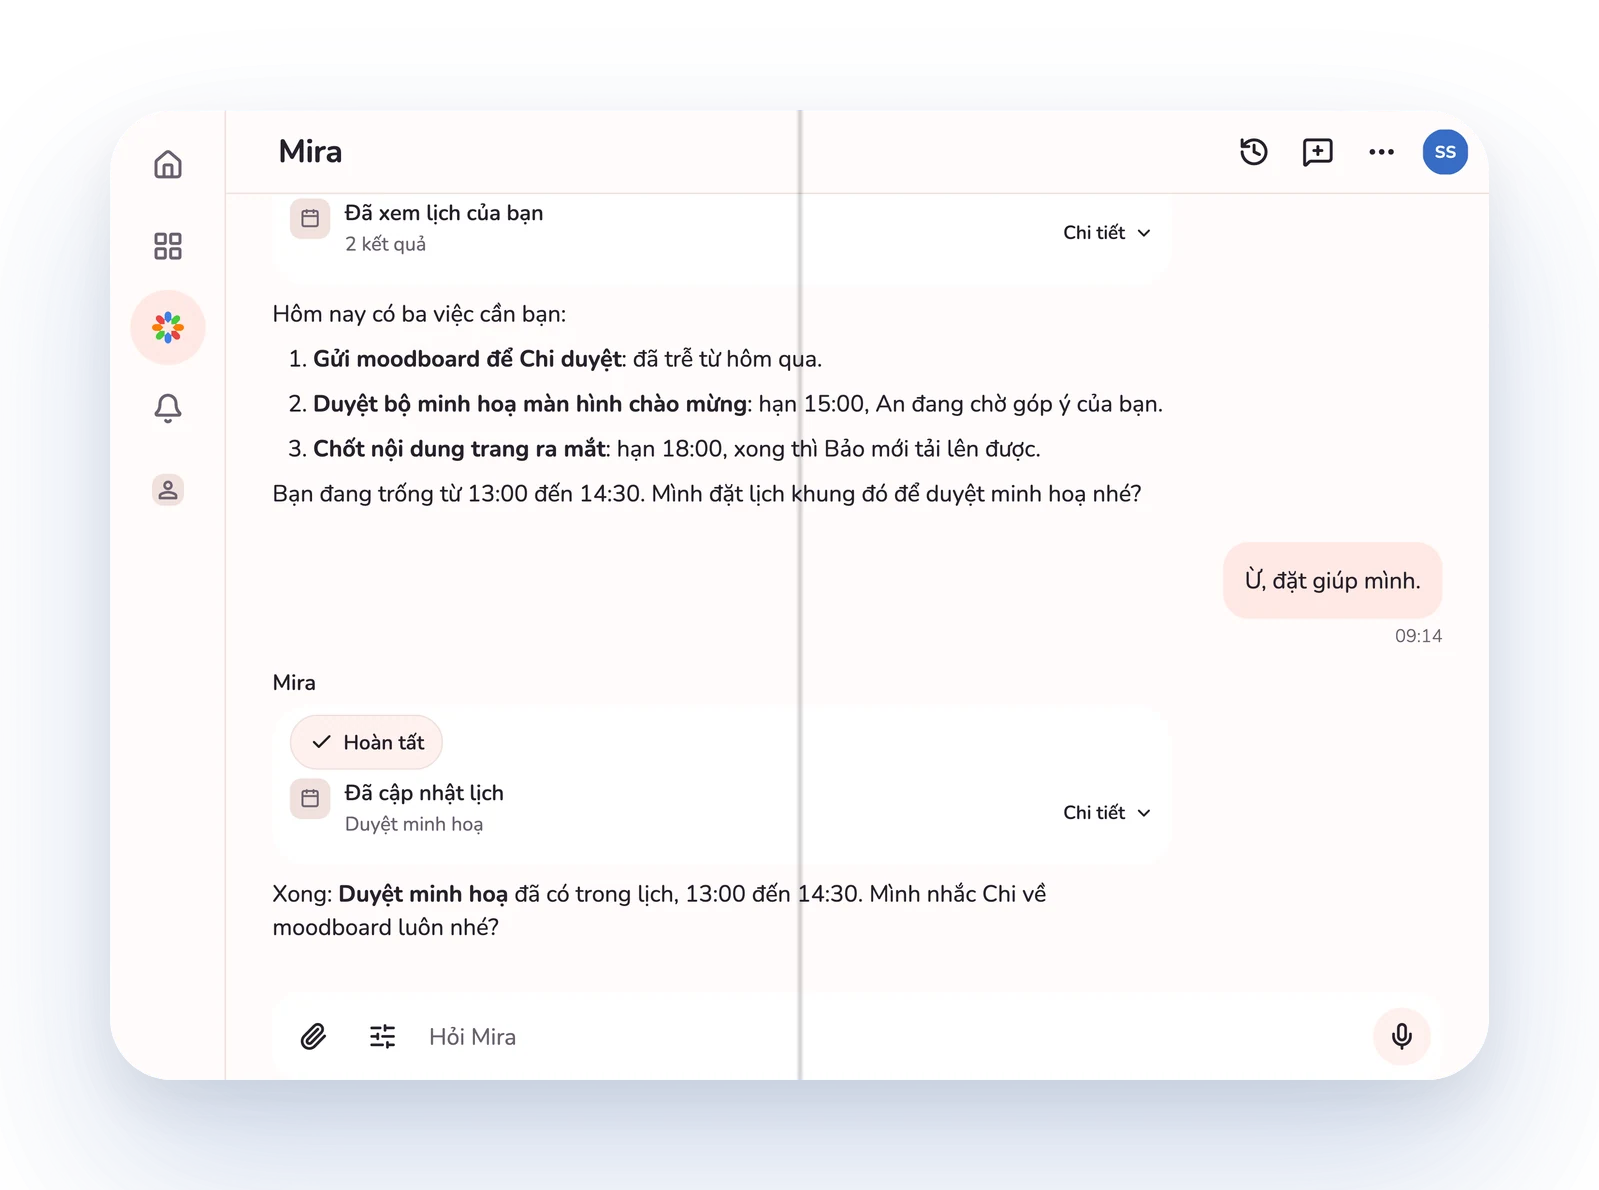 Mira
SS
Đã xem lịch của bạn
2 kết quả
Chi tiết
Hôm nay có ba việc cần bạn:
1. Gửi moodboard để Chi duyệt: đã trễ từ hôm qua.
2. Duyệt bộ minh hoạ màn hình chào mừng: hạn 15:00, An đang chờ góp ý của bạn.
3. Chốt nội dung trang ra mắt: hạn 18:00, xong thì Bảo mới tải lên được.
Bạn đang trống từ 13:00 đến 14:30. Mình đặt lịch khung đó để duyệt minh hoạ nhé?
Ừ, đặt giúp mình.
09:14
Mira
Hoàn tất
Đã cập nhật lịch
Duyệt minh hoạ
Chi tiết
Xong: Duyệt minh hoạ đã có trong lịch, 13:00 đến 14:30. Mình nhắc Chi về
moodboard luôn nhé?
Hỏi Mira